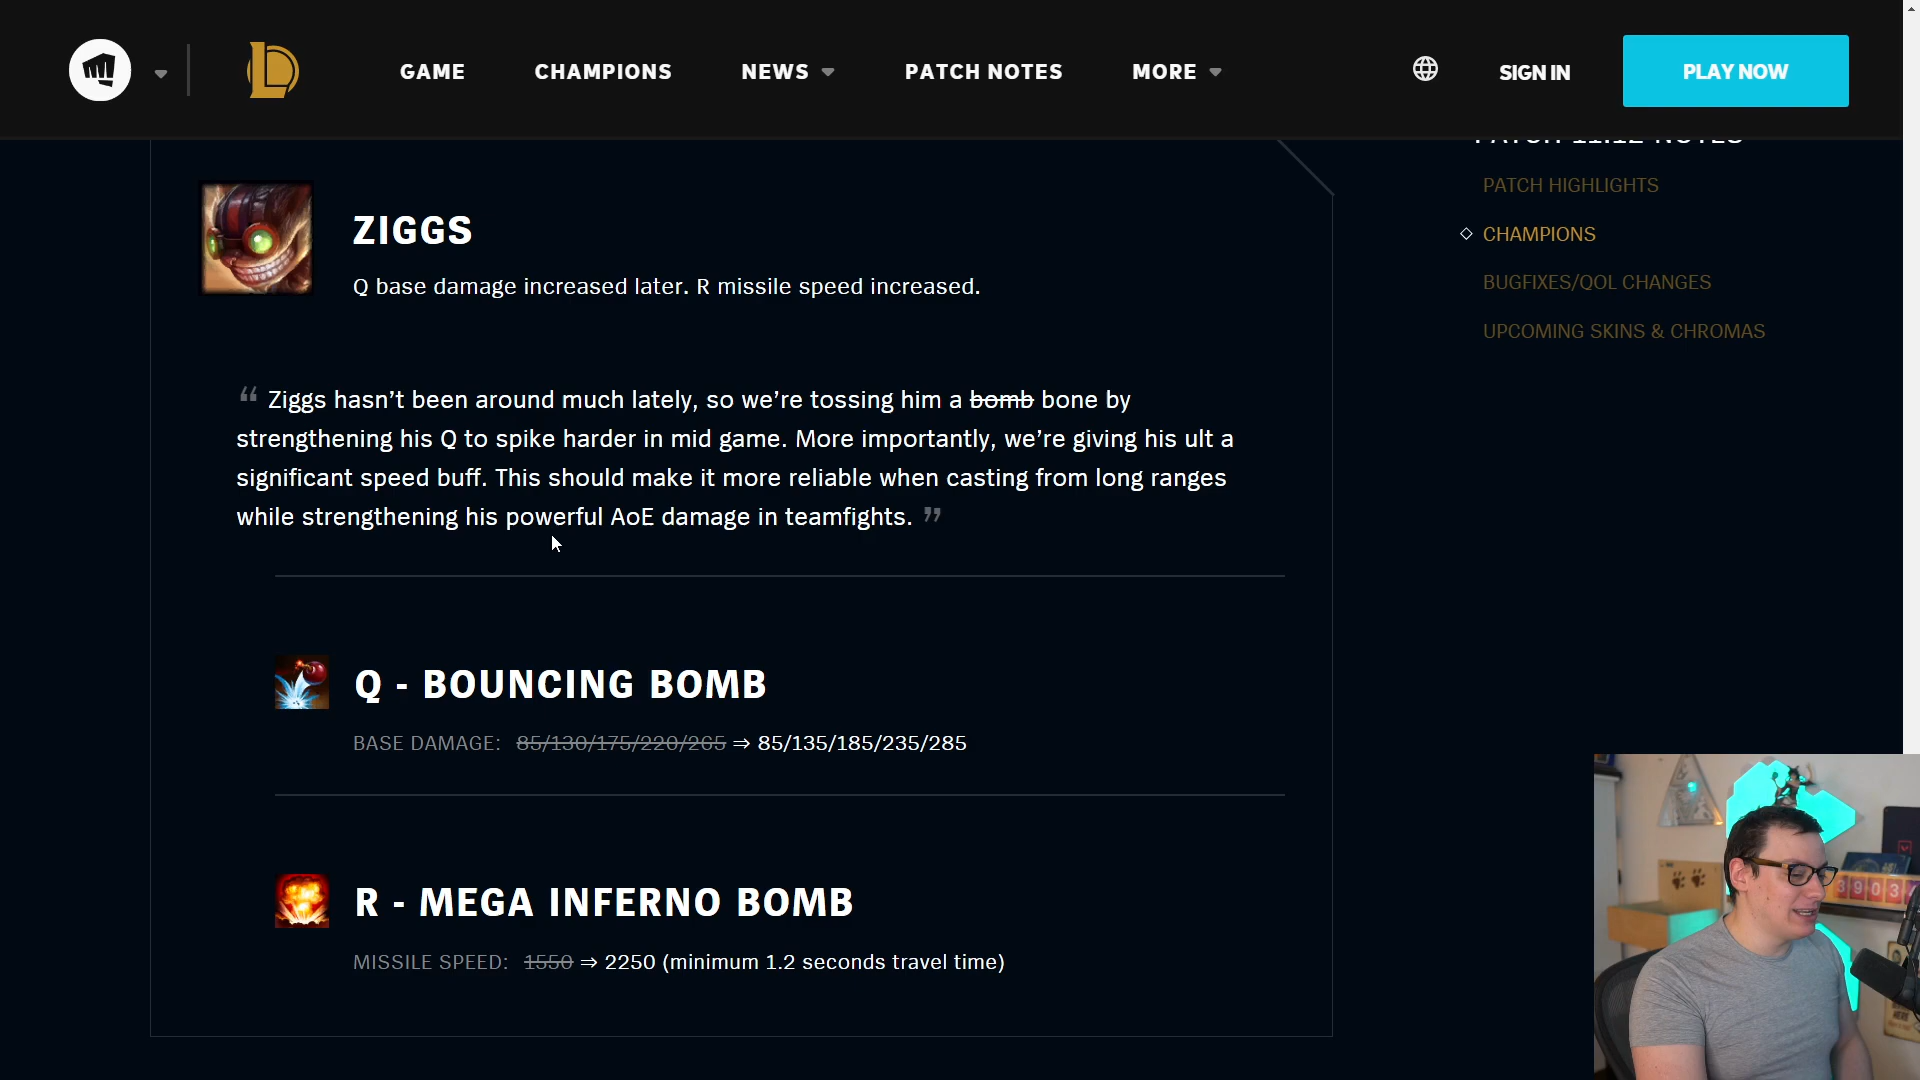 GAME CHAMPIONS NEWS PATCH NOTES MORE SIGN IN PLAY NOW
PATCH 11.12 NOTES
PATCH HIGHLIGHTS
CHAMPIONS
BUGFIXES/QOL CHANGES
UPCOMING SKINS & CHROMAS
ZIGGS
Q base damage increased later. R missile speed increased.
“ Ziggs hasn’t been around much lately, so we’re tossing him a bomb bone by
strengthening his Q to spike harder in mid game. More importantly, we’re giving his ult a
significant speed buff. This should make it more reliable when casting from long ranges
while strengthening his powerful AoE damage in teamfights. ”
Q - BOUNCING BOMB
BASE DAMAGE: 85/130/175/220/265 ⇒ 85/135/185/235/285
R - MEGA INFERNO BOMB
MISSILE SPEED: 1550 ⇒ 2250 (minimum 1.2 seconds travel time)
3903